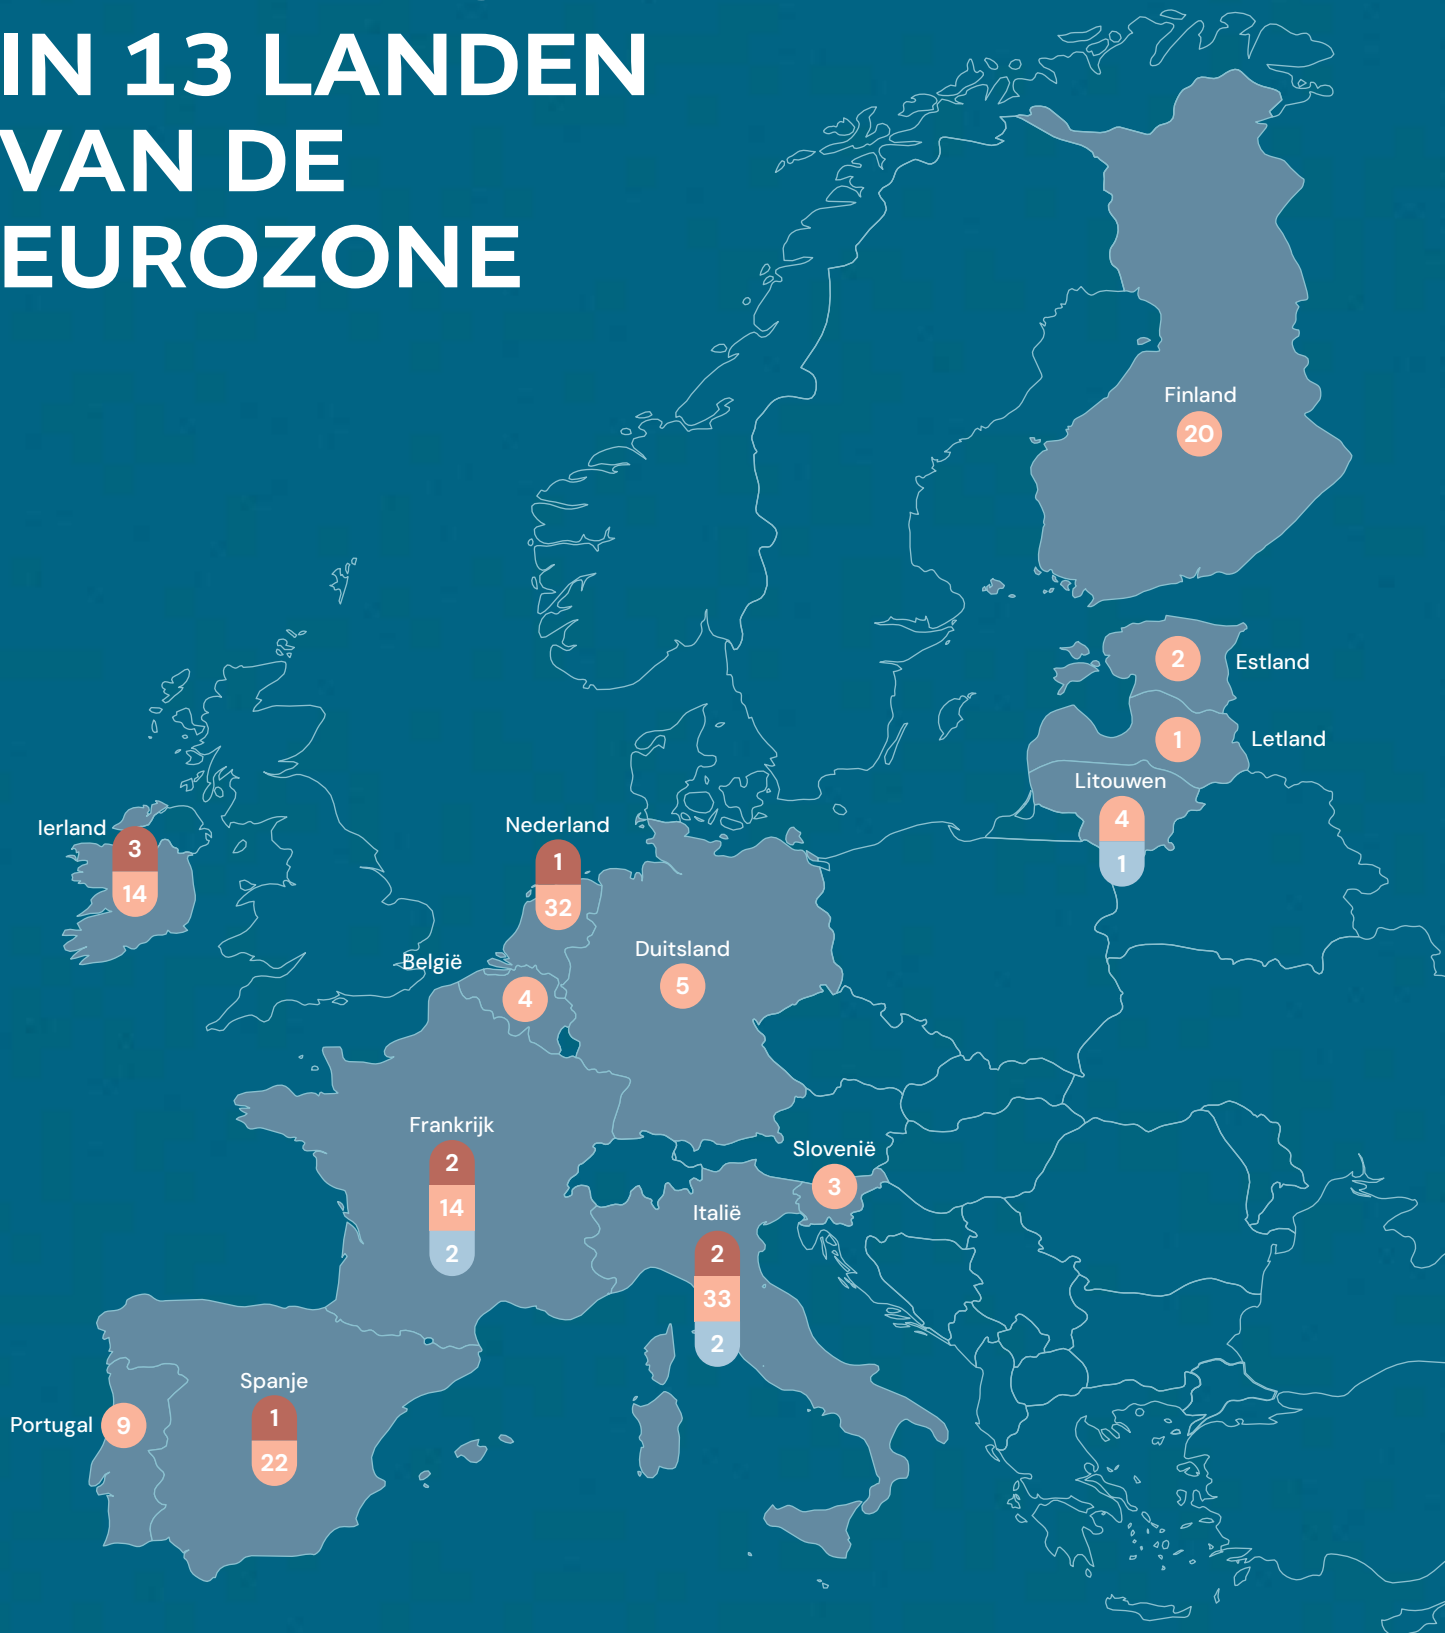 IN 13 LANDEN
VAN DE
EUROZONE
Finland
20
2
Estland
1
Letland
Litouwen
4
1
Ierland
3
14
Nederland
1
32
België
4
Duitsland
5
Frankrijk
2
14
2
Slovenië
3
Italië
2
33
2
Spanje
1
22
Portugal
9